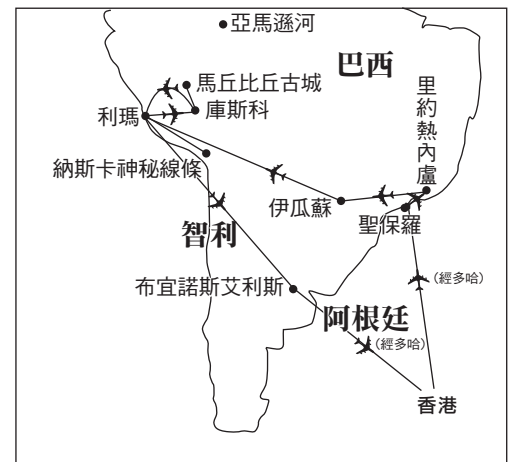 亞馬遜河
巴西
馬丘比丘古城
里約熱內盧
利瑪
庫斯科
納斯卡神秘線條
伊瓜蘇
聖保羅
智利
(經多哈)
布宜諾斯艾利斯
阿根廷
(經多哈)
香港